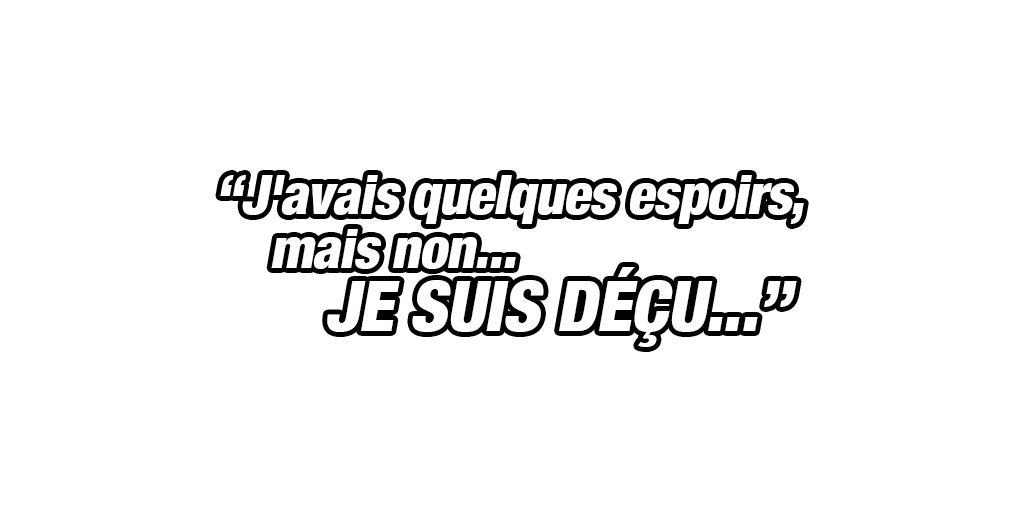 “J'avais quelques espoirs,
mais non...
JE SUIS DÉÇU...”